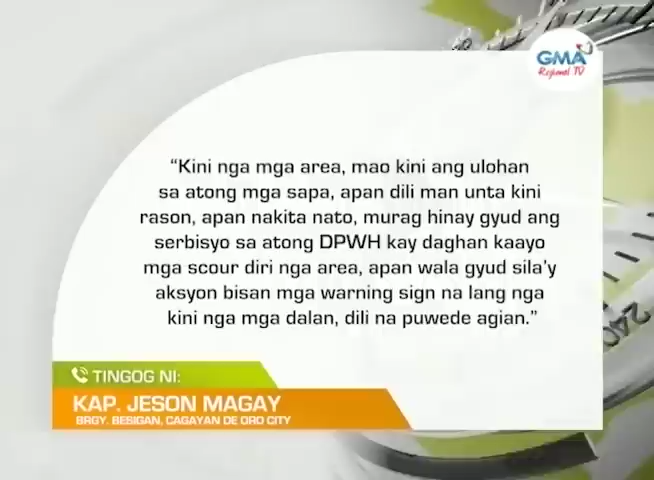 GMA
Regional TV
“Kini nga mga area, mao kini ang ulohan
sa atong mga sapa, apan dili man unta kini
rason, apan nakita nato, murag hinay gyud ang
serbisyo sa atong DPWH kay daghan kaayo
mga scour diri nga area, apan wala gyud sila’y
aksyon bisan mga warning sign na lang nga
kini nga mga dalan, dili na puwede agian.”
240
TINGOG NI:
KAP. JESON MAGAY
BRGY. BESIGAN, CAGAYAN DE ORO CITY